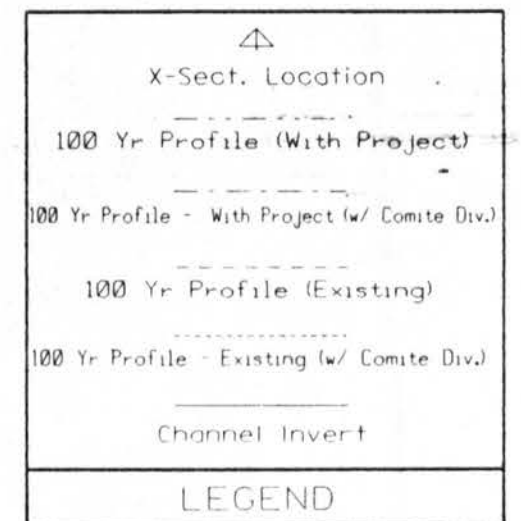 X-Sect. Location
100 Yr Profile (With Project)
100 Yr Profile - With Project (w/ Comite Div.)
100 Yr Profile (Existing)
100 Yr Profile - Existing (w/ Comite Div.)
Channel Invert
LEGEND